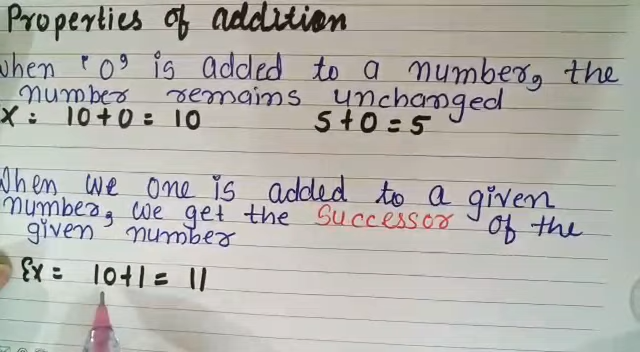 Properties of addition
When '0' is added to a number, the
number remains unchanged
X: 10+0 = 10 5+0=5
When we one is added to a given
number, we get the Successor of the
given number
Ex = 10+1 = 11